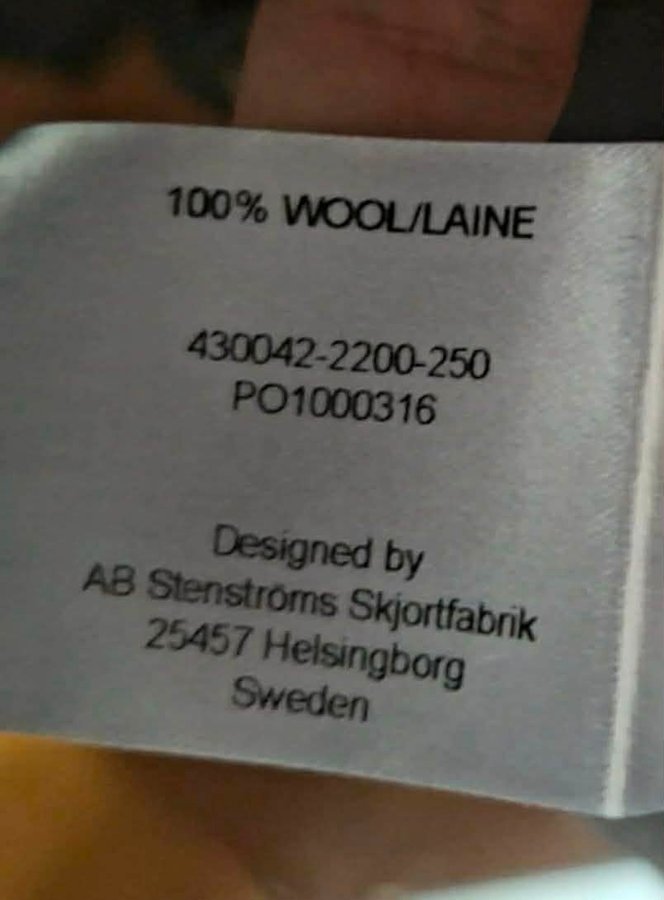 100% WOOL/LAINE
430042-2200-250
PO1000316
Designed by
AB Stenströms Skjortfabrik
25457 Helsingborg
Sweden